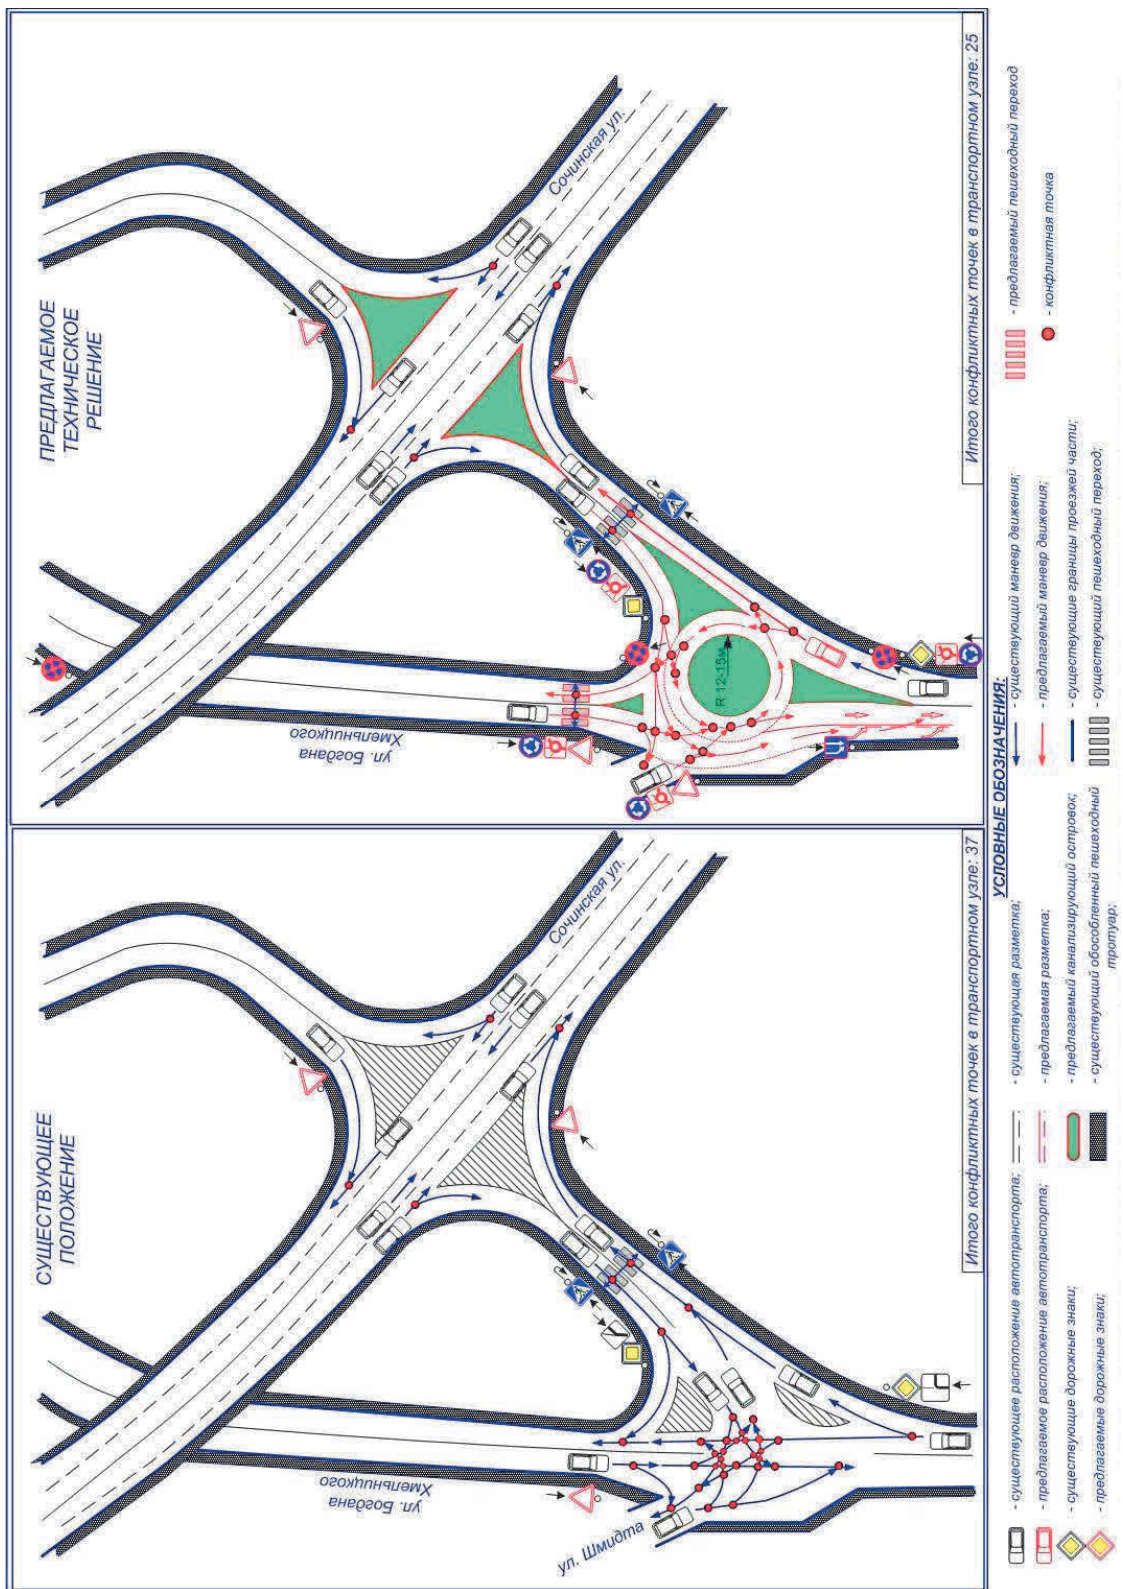 СУЩЕСТВУЮЩЕЕ
ПОЛОЖЕНИЕ
Сочинская ул.
ул. Богдана
Хмельницкого
ул. Шмидта
Итого конфликтных точек в транспортном узле: 37
ПРЕДЛАГАЕМОЕ
ТЕХНИЧЕСКОЕ
РЕШЕНИЕ
Сочинская ул.
ул. Богдана
Хмельницкого
R 12-15м
Итого конфликтных точек в транспортном узле: 25
УСЛОВНЫЕ ОБОЗНАЧЕНИЯ:
- существующее расположение автотранспорта;
- предлагаемое расположение автотранспорта;
- существующие дорожные знаки;
- предлагаемые дорожные знаки;
- существующая разметка;
- предлагаемая разметка;
- предлагаемый канализирующий островок;
- существующий обособленный пешеходный
тротуар;
- существующий маневр движения;
- предлагаемый маневр движения;
- существующие границы проезжей части;
- существующий пешеходный переход;
- предлагаемый пешеходный переход
- конфликтная точка